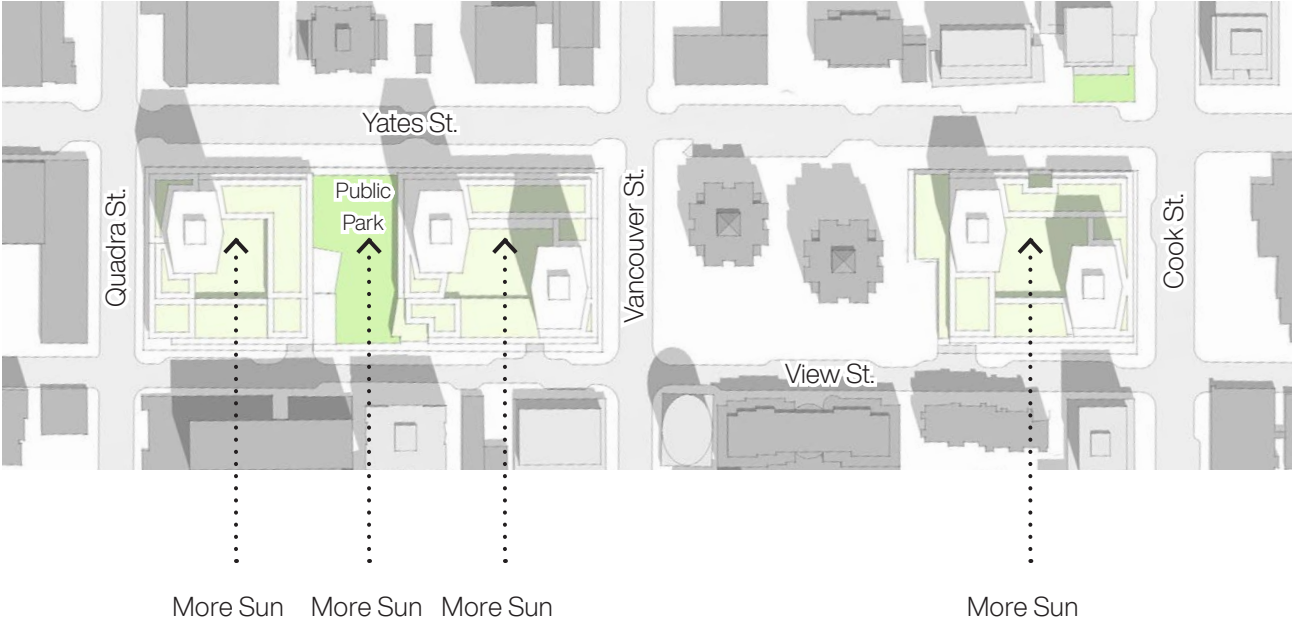 Yates St.
Public
Park
Quadra St.
Vancouver St.
Cook St.
View St.
More Sun
More Sun
More Sun
More Sun